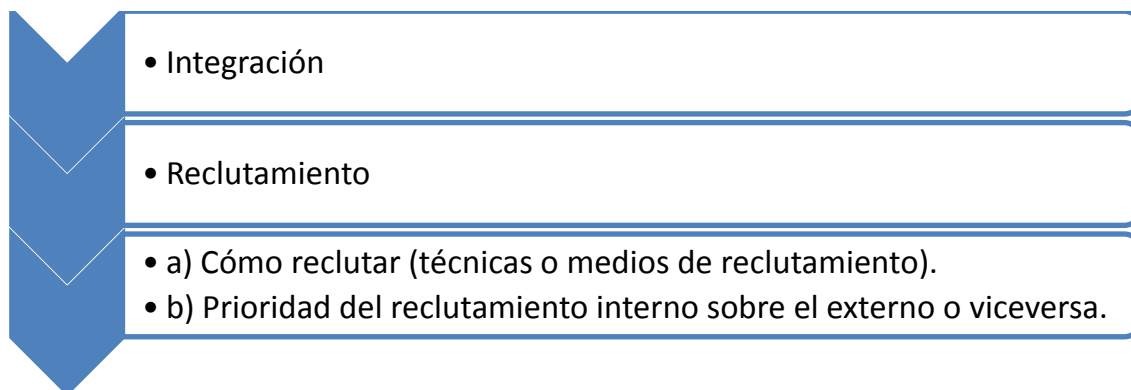 • Integración
• Reclutamiento
• a) Cómo reclutar (técnicas o medios de reclutamiento).
• b) Prioridad del reclutamiento interno sobre el externo o viceversa.